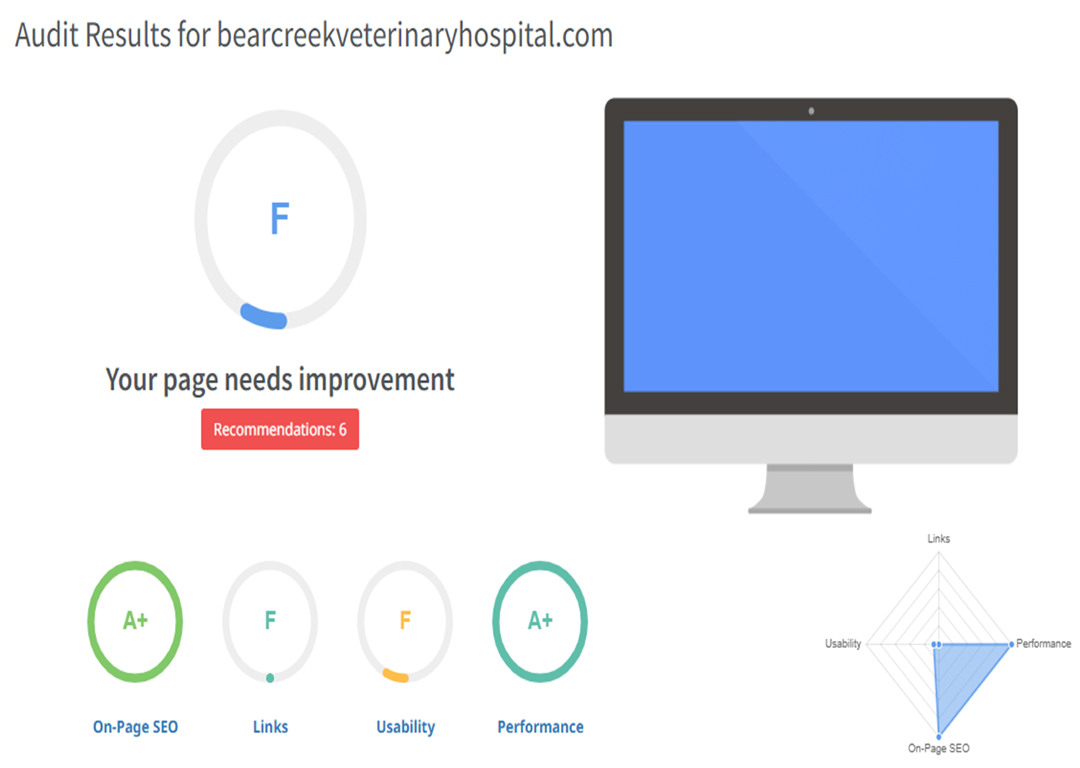 Audit Results for bearcreekveterinaryhospital.com
F
Your page needs improvement
Recommendations: 6
A+
F
F
A+
On-Page SEO
Links
Usability
Performance
Links
Usability
Performance
On-Page SEO